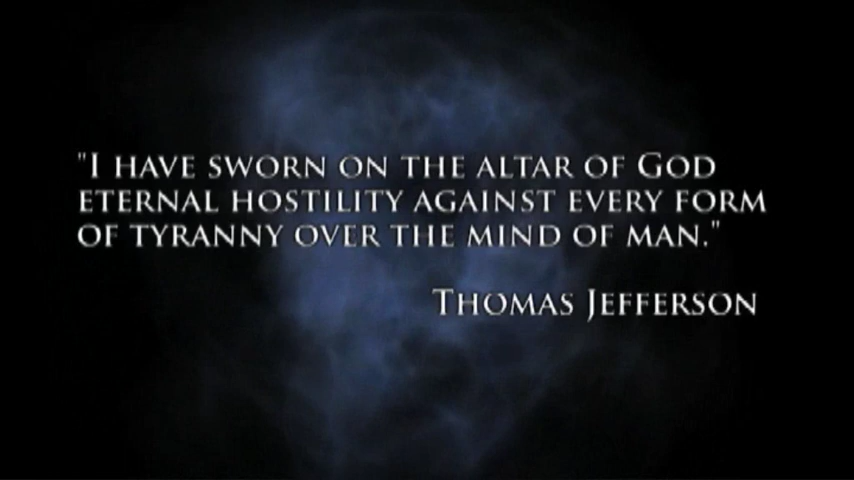 "I HAVE SWORN ON THE ALTAR OF GOD
ETERNAL HOSTILITY AGAINST EVERY FORM
OF TYRANNY OVER THE MIND OF MAN."
THOMAS JEFFERSON